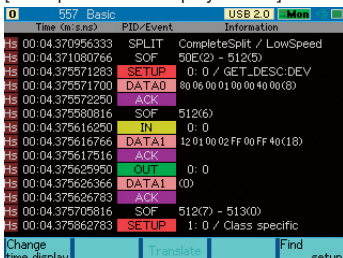 0 557 Basic USB 2.0 Mon
Time (m:s.ns) PID/Event Information
Hs 00:04.370956333 SPLIT CompleteSplit / LowSpeed
Hs 00:04.371080766 SOF 50E(2) - 512(5)
Hs 00:04.375571283 SETUP 0: 0 / GET_DESC:DEV
Hs 00:04.375571700 DATA0 80 06 00 01 00 00 40 00(8)
Hs 00:04.375572250 ACK
Hs 00:04.375580816 SOF 512(6)
Hs 00:04.375616250 IN 0: 0
Hs 00:04.375616766 DATA1 12 01 00 02 FF 00 FF 40(18)
Hs 00:04.375617516 ACK
Hs 00:04.375625950 OUT 0: 0
Hs 00:04.375626366 DATA1 (0)
Hs 00:04.375626783 ACK
Hs 00:04.375705816 SOF 512(7) - 513(0)
Hs 00:04.375862783 SETUP 1: 0 / Class specific
Change Translate Find
time display setup